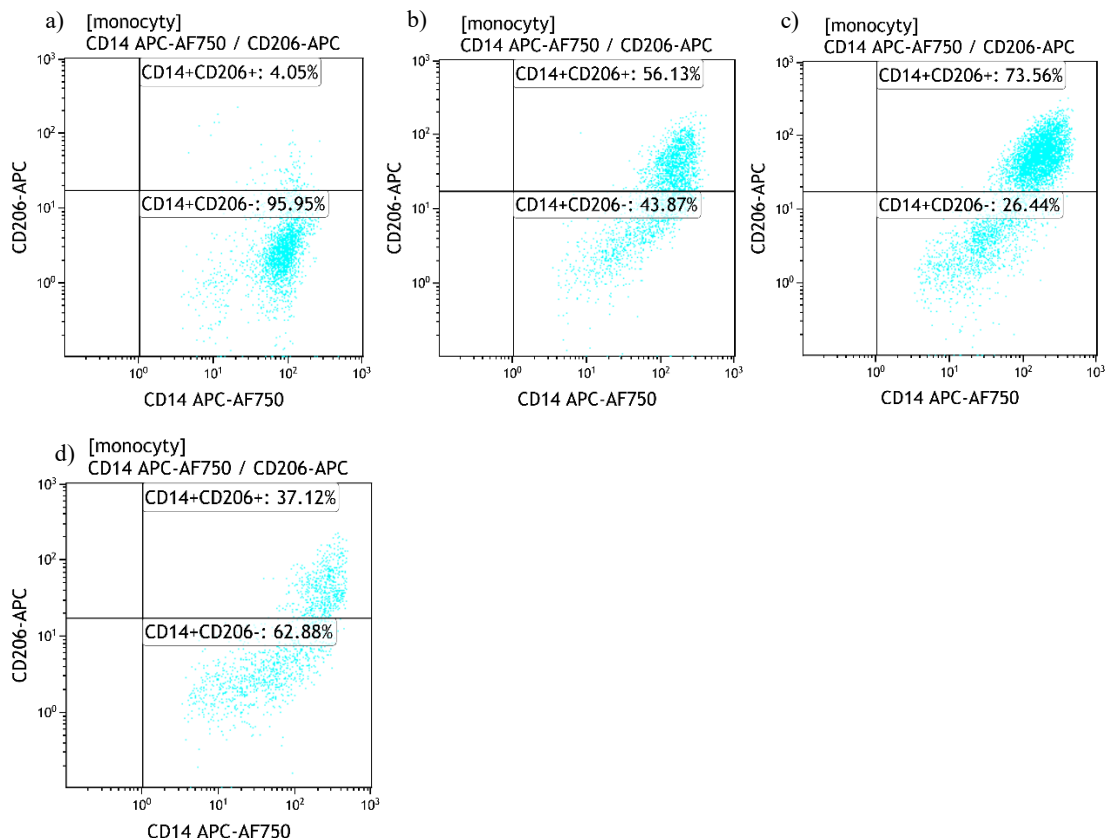 a)
[monocyty]
CD14 APC-AF750 / CD206-APC
10³
CD14+CD206+: 4.05%
10²
CD14+CD206-: 95.95%
10¹
10⁰
CD206-APC
10⁰ 10¹ 10² 10³
CD14 APC-AF750
b)
[monocyty]
CD14 APC-AF750 / CD206-APC
10³
CD14+CD206+: 56.13%
10²
CD14+CD206-: 43.87%
10¹
10⁰
CD206-APC
10⁰ 10¹ 10² 10³
CD14 APC-AF750
c)
[monocyty]
CD14 APC-AF750 / CD206-APC
10³
CD14+CD206+: 73.56%
10²
CD14+CD206-: 26.44%
10¹
10⁰
CD206-APC
10⁰ 10¹ 10² 10³
CD14 APC-AF750
d)
[monocyty]
CD14 APC-AF750 / CD206-APC
10³
CD14+CD206+: 37.12%
10²
CD14+CD206-: 62.88%
10¹
10⁰
CD206-APC
10⁰ 10¹ 10² 10³
CD14 APC-AF750